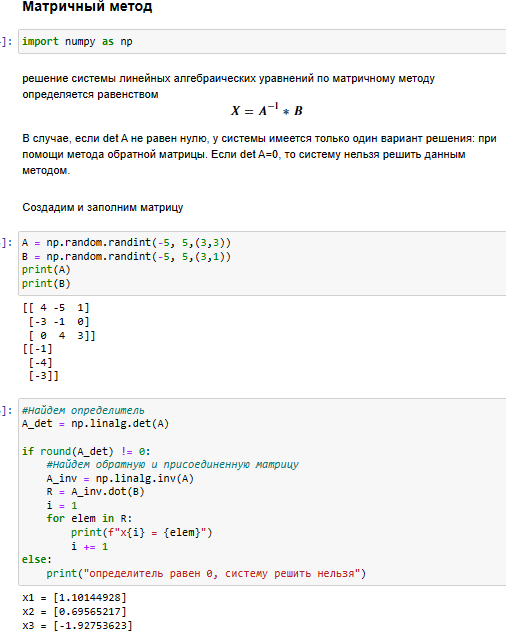 Матричный метод
]: import numpy as np
решение системы линейных алгебраических уравнений по матричному методу
определяется равенством
X = A⁻¹ * B
В случае, если det A не равен нулю, у системы имеется только один вариант решения: при
помощи метода обратной матрицы. Если det A=0, то систему нельзя решить данным
методом.
Создадим и заполним матрицу
]: A = np.random.randint(-5, 5,(3,3))
B = np.random.randint(-5, 5,(3,1))
print(A)
print(B)
[[ 4 -5  1]
 [-3 -1  0]
 [ 0  4  3]]
[[-1]
 [-4]
 [-3]]
]: #Найдем определитель
A_det = np.linalg.det(A)
if round(A_det) != 0:
    #Найдем обратную и присоединенную матрицу
    A_inv = np.linalg.inv(A)
    R = A_inv.dot(B)
    i = 1
    for elem in R:
        print(f"x{i} = {elem}")
        i += 1
else:
    print("определитель равен 0, систему решить нельзя")
x1 = [1.10144928]
x2 = [0.69565217]
x3 = [-1.92753623]